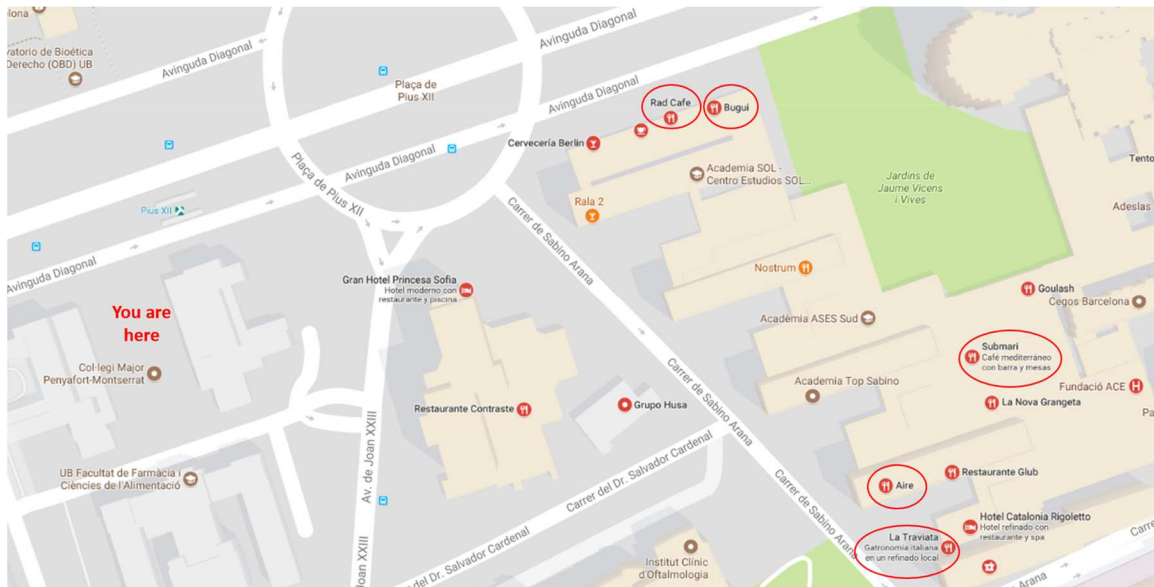 elona
vatorio de Bioética
Derecho (OBD) UB
Avinguda Diagonal
Avinguda Diagonal
Avinguda Diagonal
Plaça de
Pius XII
Rad Cafe
Bugui
Cervecería Berlin
Academia SOL -
Centro Estudios SOL...
Jardins de
Jaume Vicens
i Vives
Tento
Adeslas
Avinguda Diagonal
Plaça de Pius XII
Pius XII
Rala 2
Carrer de Sabino Arana
Avinguda Diagonal
Gran Hotel Princesa Sofia
Hotel moderno con
restaurante y piscina
Nostrum
Goulash
Cegos Barcelona
You are
here
Acadèmia ASES Sud
Submari
Café mediterráneo
con barra y mesas
Col·legi Major
Penyafort-Montserrat
Academia Top Sabino
Fundació ACE
Pa
Carrer de Sabino Arana
Restaurante Contraste
Grupo Husa
La Nova Grangeta
Av. de Joan XXIII
UB Facultat de Farmàcia i
Ciències de l'Alimentació
Carrer del Dr. Salvador Cardenal
Carrer de Sabino Arana
Restaurante Glub
Aire
Hotel Catalonia Rigoletto
Hotel refinado con
restaurante y spa
La Traviata
Gatronomía italiana
en un refinado local
Av. de Joan XXIII
Carrer del Dr. Salvador Cardenal
Institut Clínic
d'Oftalmologia
Arana
Carre